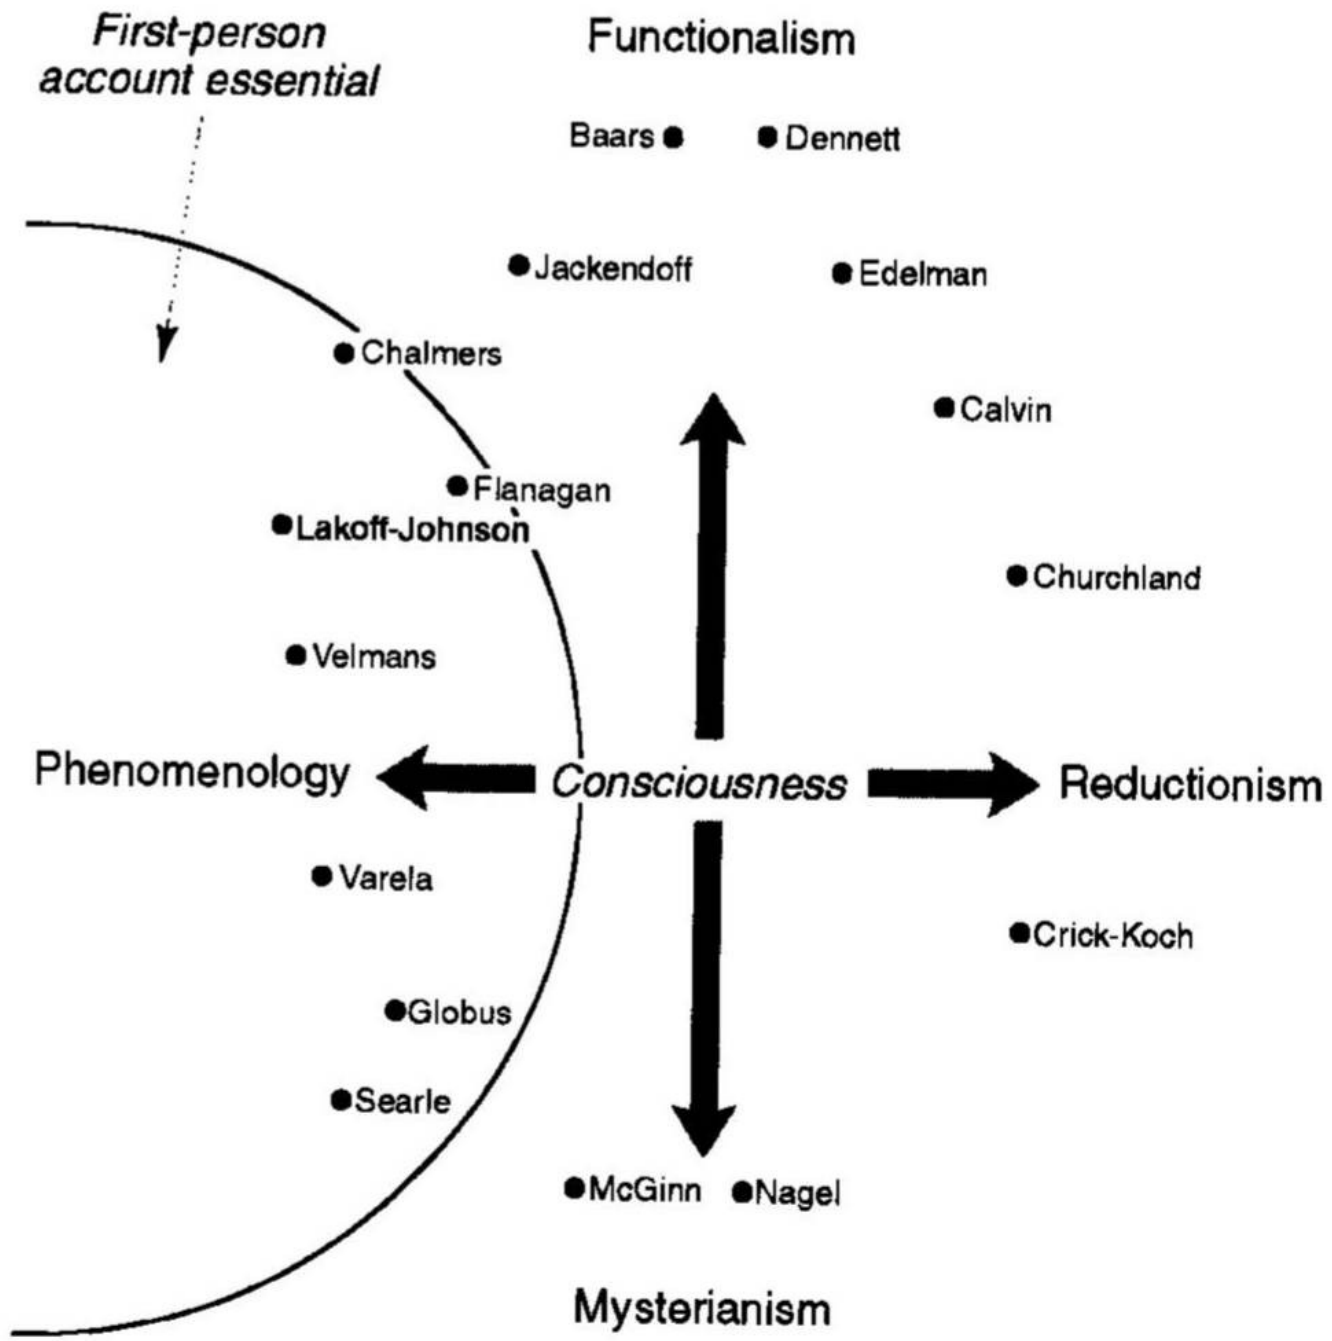 First-person
account essential
Functionalism
Baars
Dennett
Jackendoff
Edelman
Chalmers
Calvin
Flanagan
Lakoff-Johnson
Churchland
Velmans
Phenomenology
Consciousness
Reductionism
Varela
Crick-Koch
Globus
Searle
McGinn
Nagel
Mysterianism